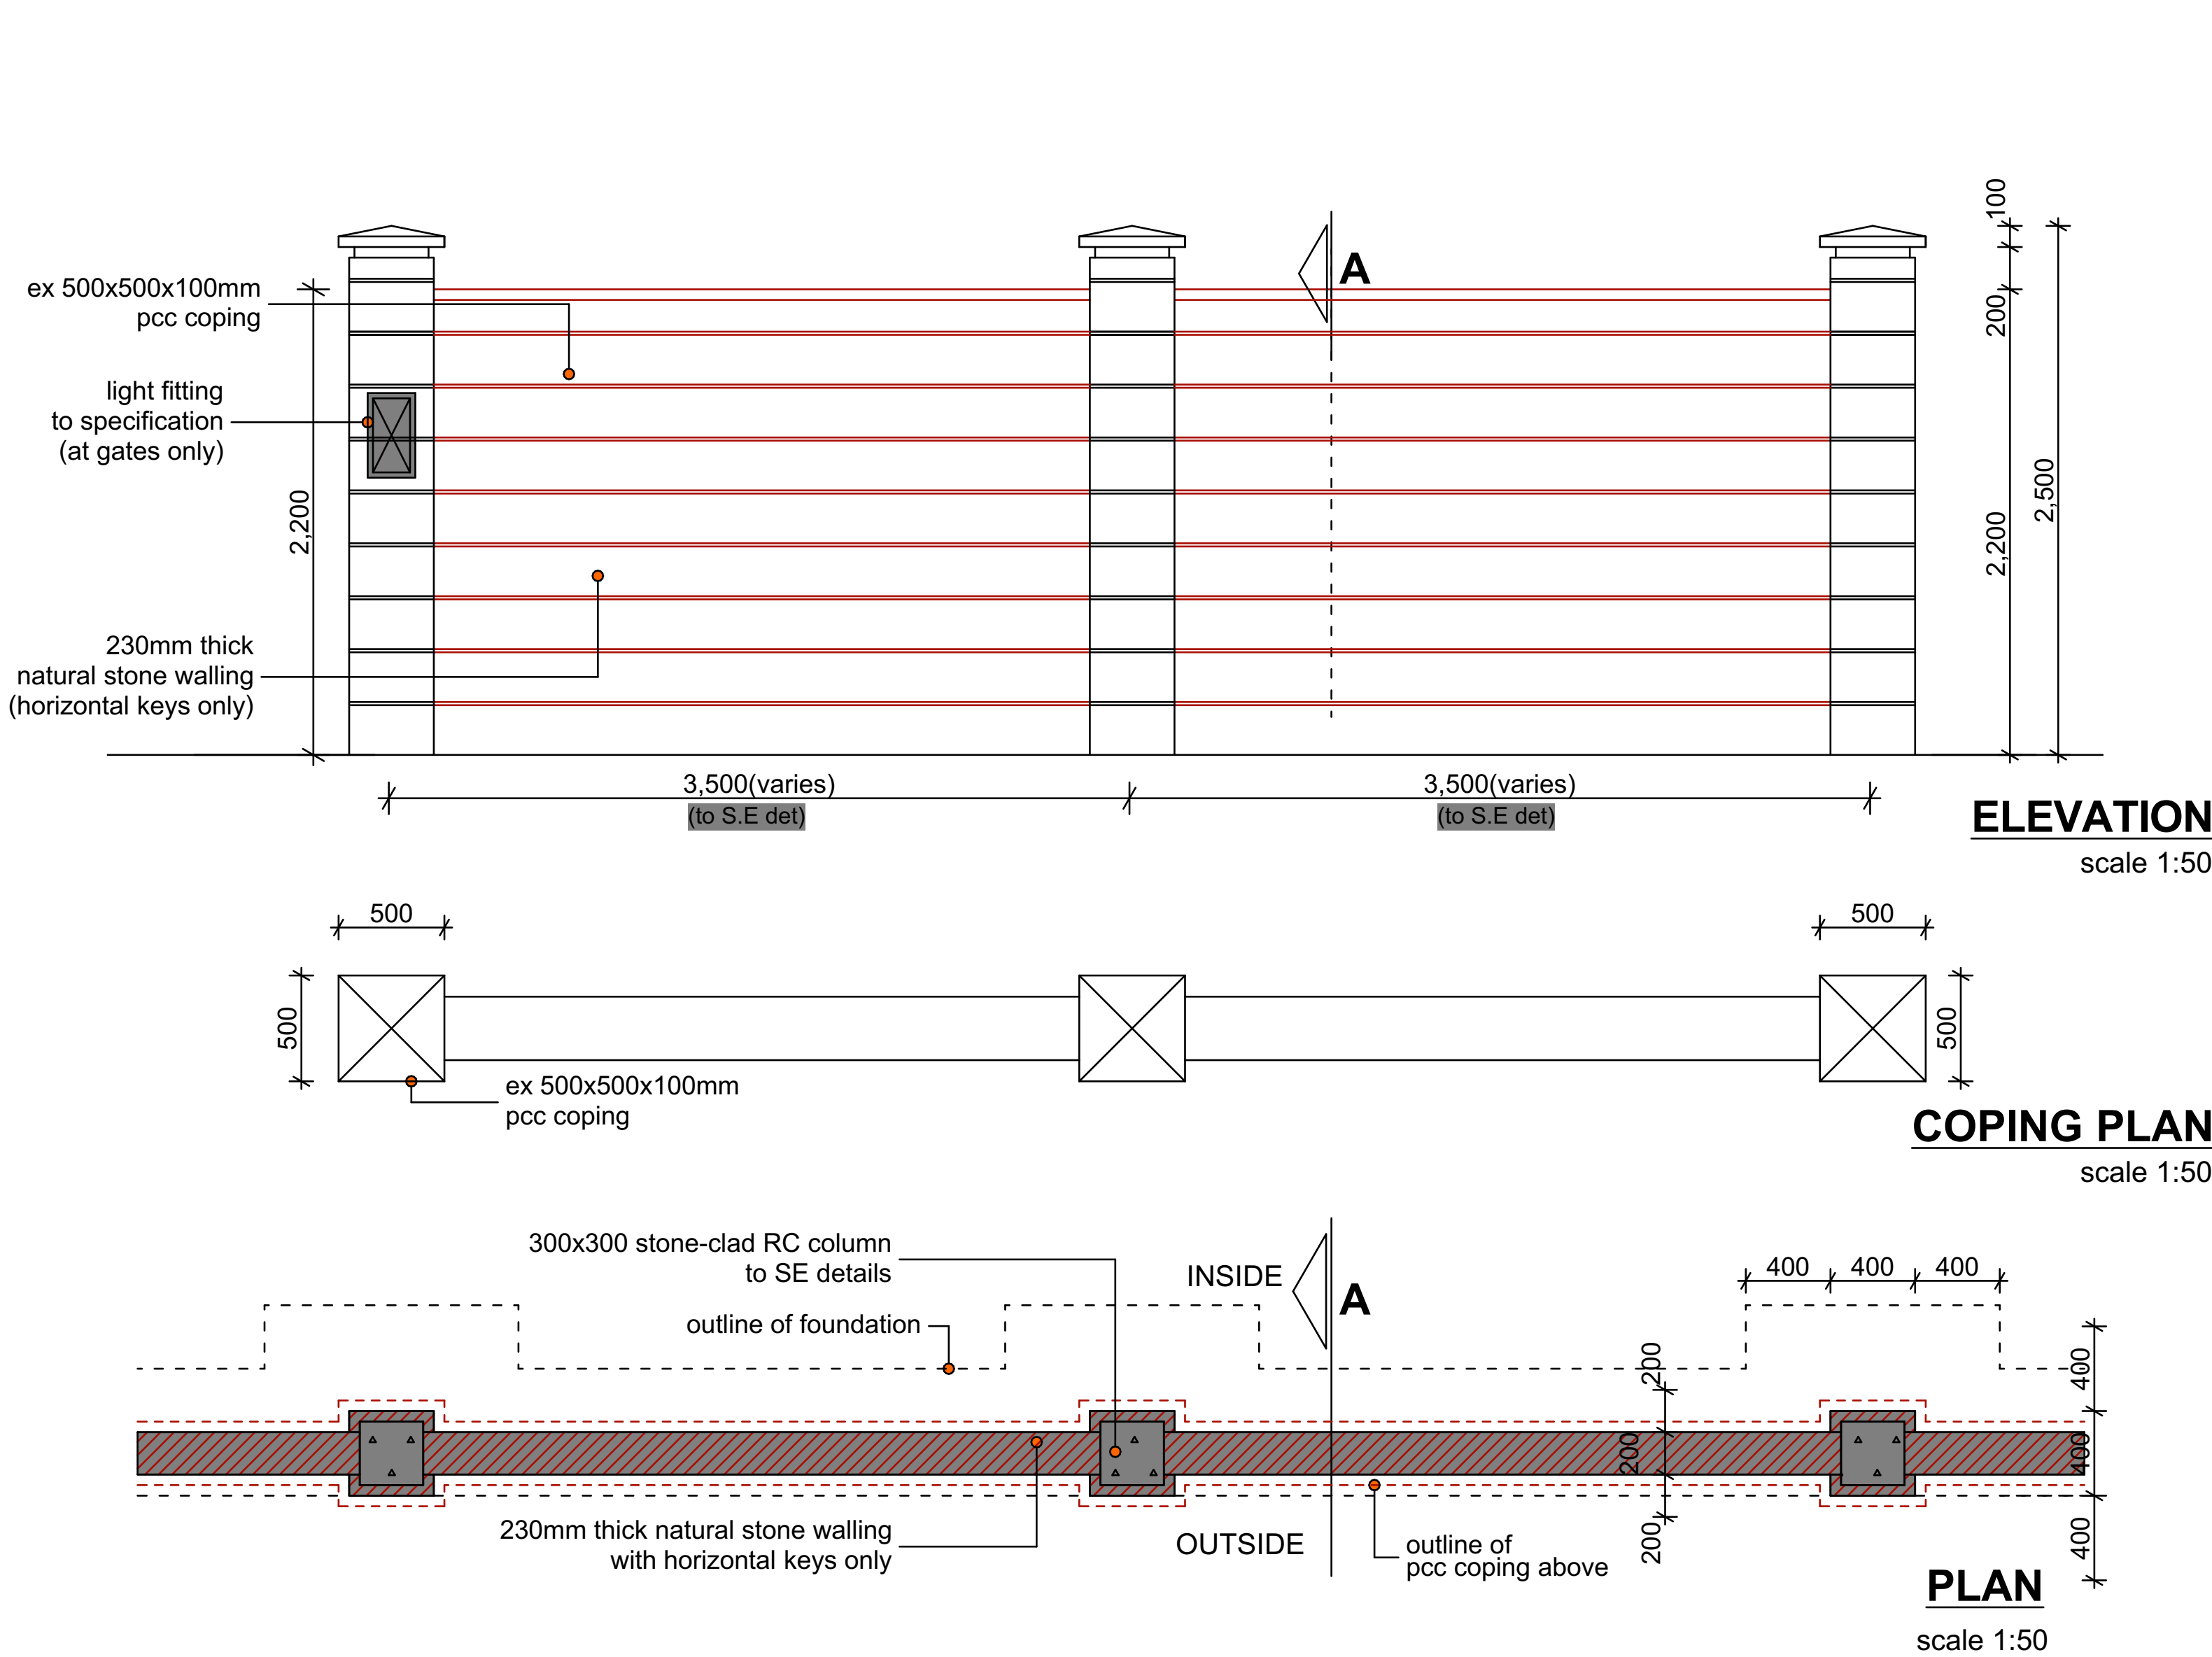 100
ex 500x500x100mm
pcc coping
A
200
light fitting
to specification
(at gates only)
2,200
2,200
2,500
230mm thick
natural stone walling
(horizontal keys only)
3,500(varies)
(to S.E det)
3,500(varies)
(to S.E det)
ELEVATION
scale 1:50
500
500
500
500
ex 500x500x100mm
pcc coping
COPING PLAN
scale 1:50
300x300 stone-clad RC column
to SE details
INSIDE
A
400
400
400
outline of foundation
200
400
200
400
230mm thick natural stone walling
with horizontal keys only
OUTSIDE
outline of
pcc coping above
200
400
PLAN
scale 1:50